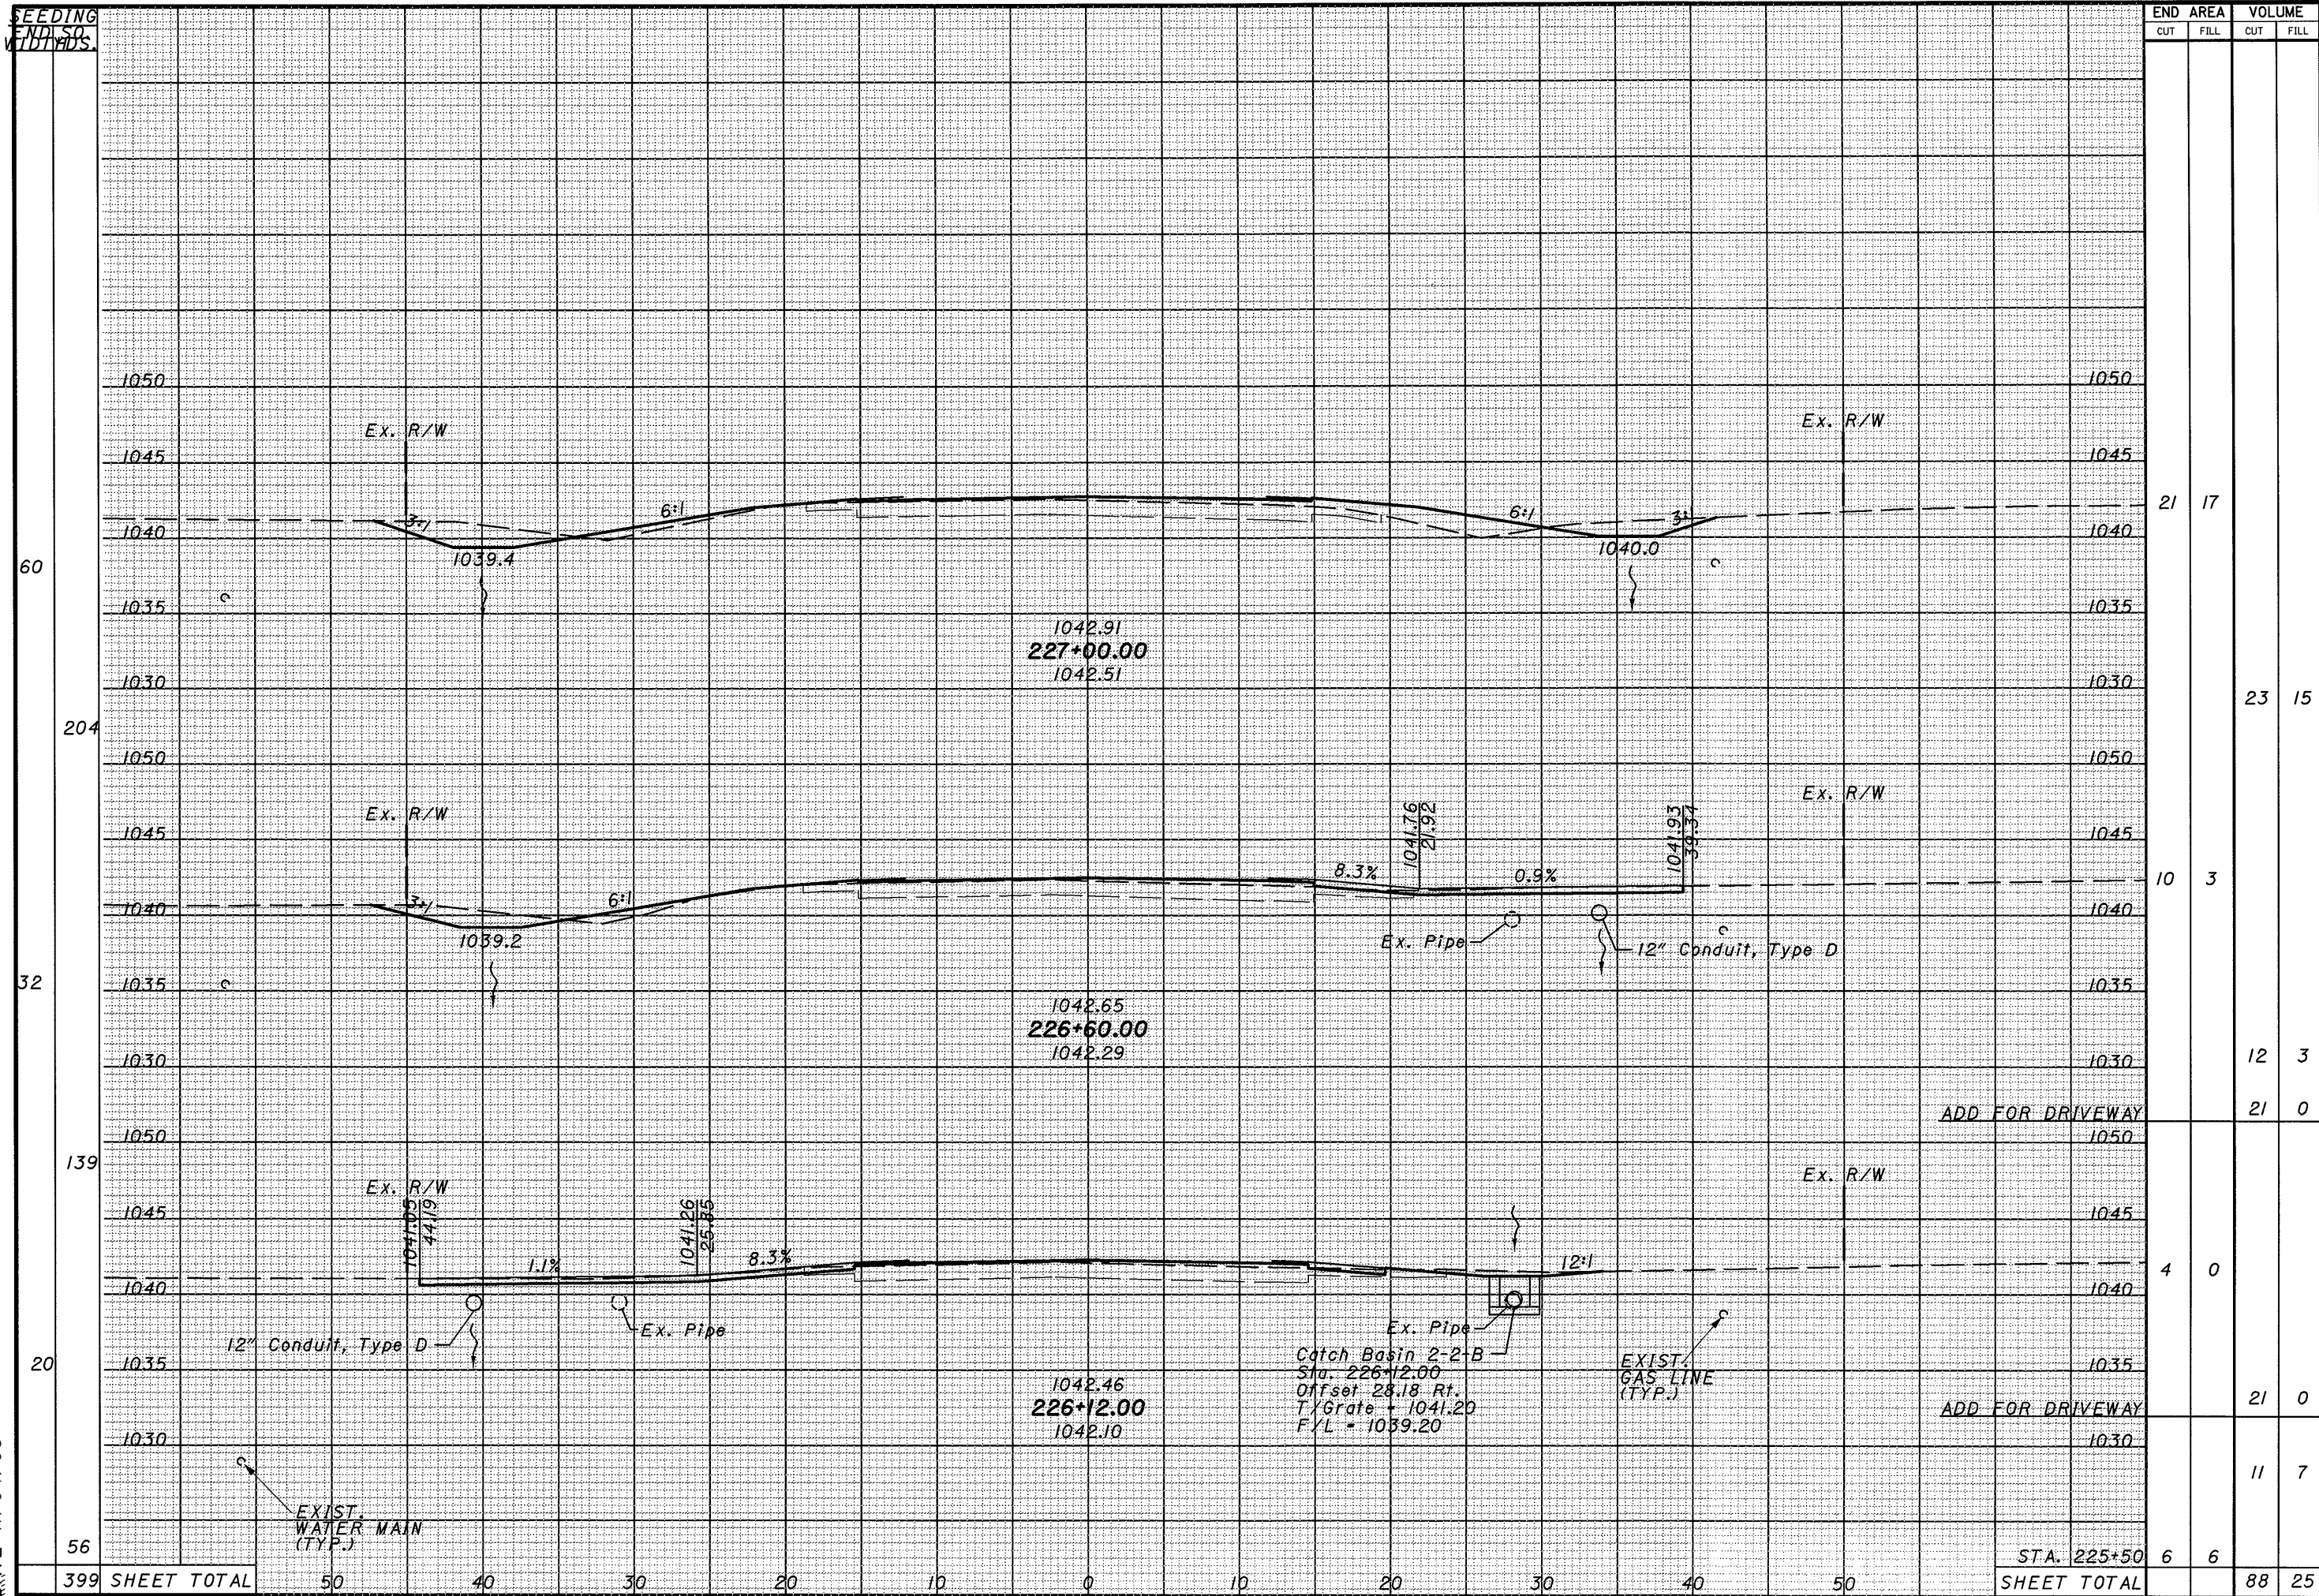 SEEDING
END SQ.
WIDTH YDS.
END AREA VOLUME
CUT FILL CUT FILL
1050 1050
Ex. R/W Ex. R/W
1045 1045
3:1 6:1 6:1 3:1 21 17
1040 1040
1039.4 1040.0
60
1035 1035
1042.91
227+00.00
1042.51
1030 1030
23 15
204
1050 1050
Ex. R/W Ex. R/W
1041.76
21.92
1041.93
39.34
1045 1045
8.3% 0.9%
3:1 6:1 10 3
1040 1040
1039.2 Ex. Pipe 12" Conduit, Type D
32
1035 1035
1042.65
226+60.00
1042.29
1030 1030
12 3
ADD FOR DRIVEWAY 21 0
1050 1050
139
Ex. R/W Ex. R/W
1041.05
44.19
1041.26
25.85
1045 1045
1.1% 8.3% 12:1 4 0
1040 1040
12" Conduit, Type D Ex. Pipe Ex. Pipe
Catch Basin 2-2-B
Sta. 226+12.00
Offset 28.18 Rt.
T/Grate = 1041.20
F/L = 1039.20
EXIST.
GAS LINE
(TYP.)
20
1035 1035
1042.46
226+12.00
1042.10
ADD FOR DRIVEWAY 21 0
1030 1030
11 7
EXIST.
WATER MAIN
(TYP.)
56
STA. 225+50 6 6
399 SHEET TOTAL 50 40 30 20 10 0 10 20 30 40 50 SHEET TOTAL 88 25